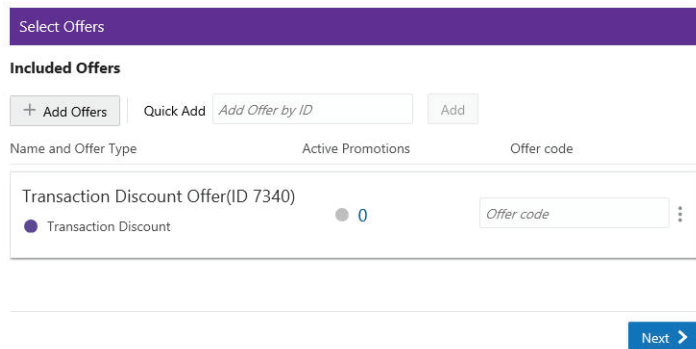 Select Offers
Included Offers
+ Add Offers Quick Add Add Offer by ID Add
Name and Offer Type Active Promotions Offer code
Transaction Discount Offer(ID 7340)
0 Offer code
Transaction Discount
Next